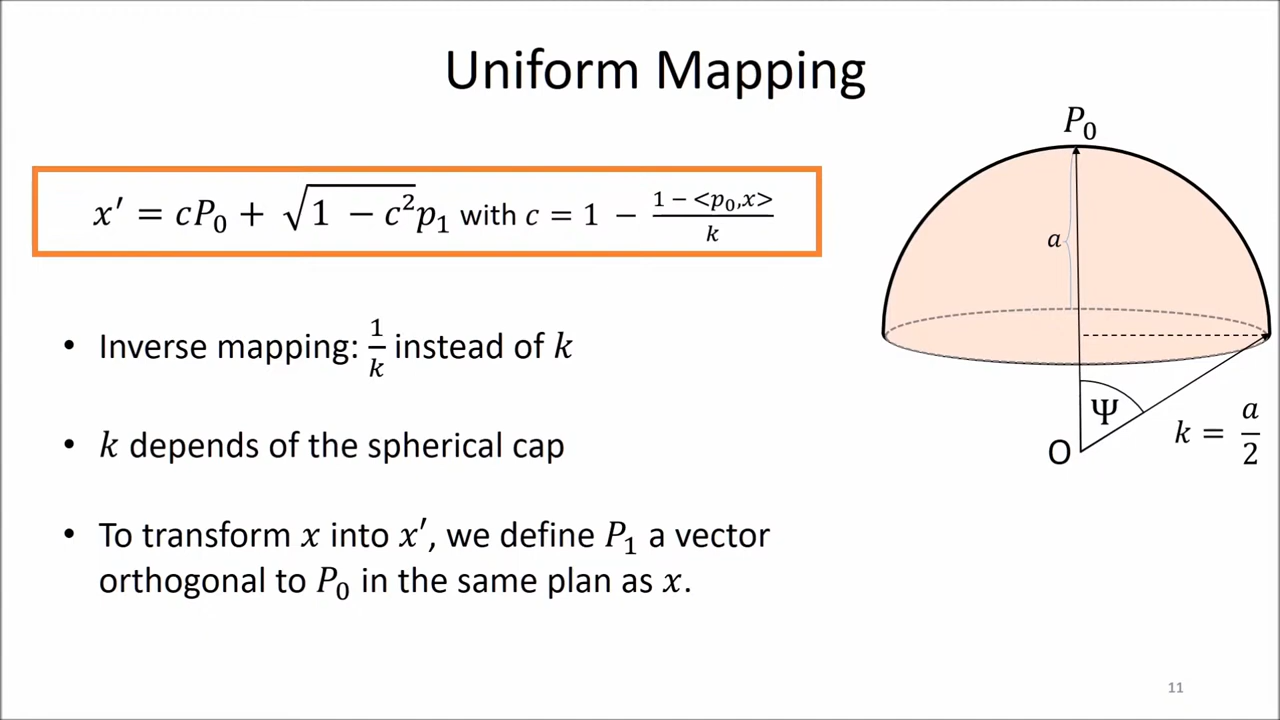 Uniform Mapping
x′ = cP₀ + √(1 − c²)p₁ with c = 1 − (1 − <p₀,x>)/k
• Inverse mapping: 1/k instead of k
• k depends of the spherical cap
• To transform x into x′, we define P₁ a vector
orthogonal to P₀ in the same plan as x.
P₀
a
Ψ
O
k = a/2
11